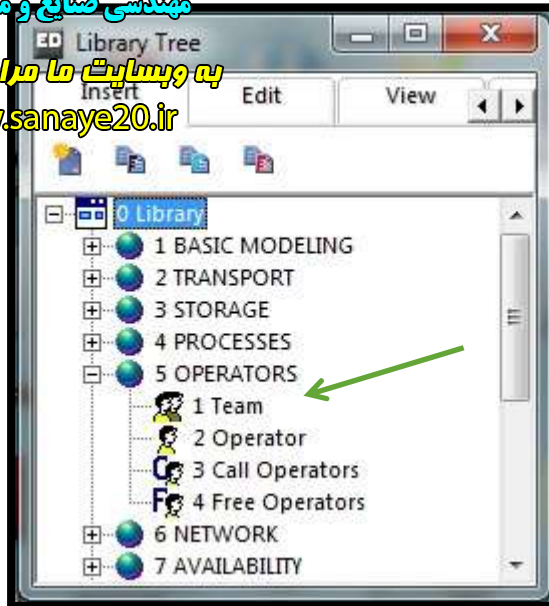 مهندسی صنایع و م
ED Library Tree
به وبسایت ما مرا
Insert Edit View
.sanaye20.ir
0 Library
1 BASIC MODELING
2 TRANSPORT
3 STORAGE
4 PROCESSES
5 OPERATORS
1 Team
2 Operator
C 3 Call Operators
F 4 Free Operators
6 NETWORK
7 AVAILABILITY